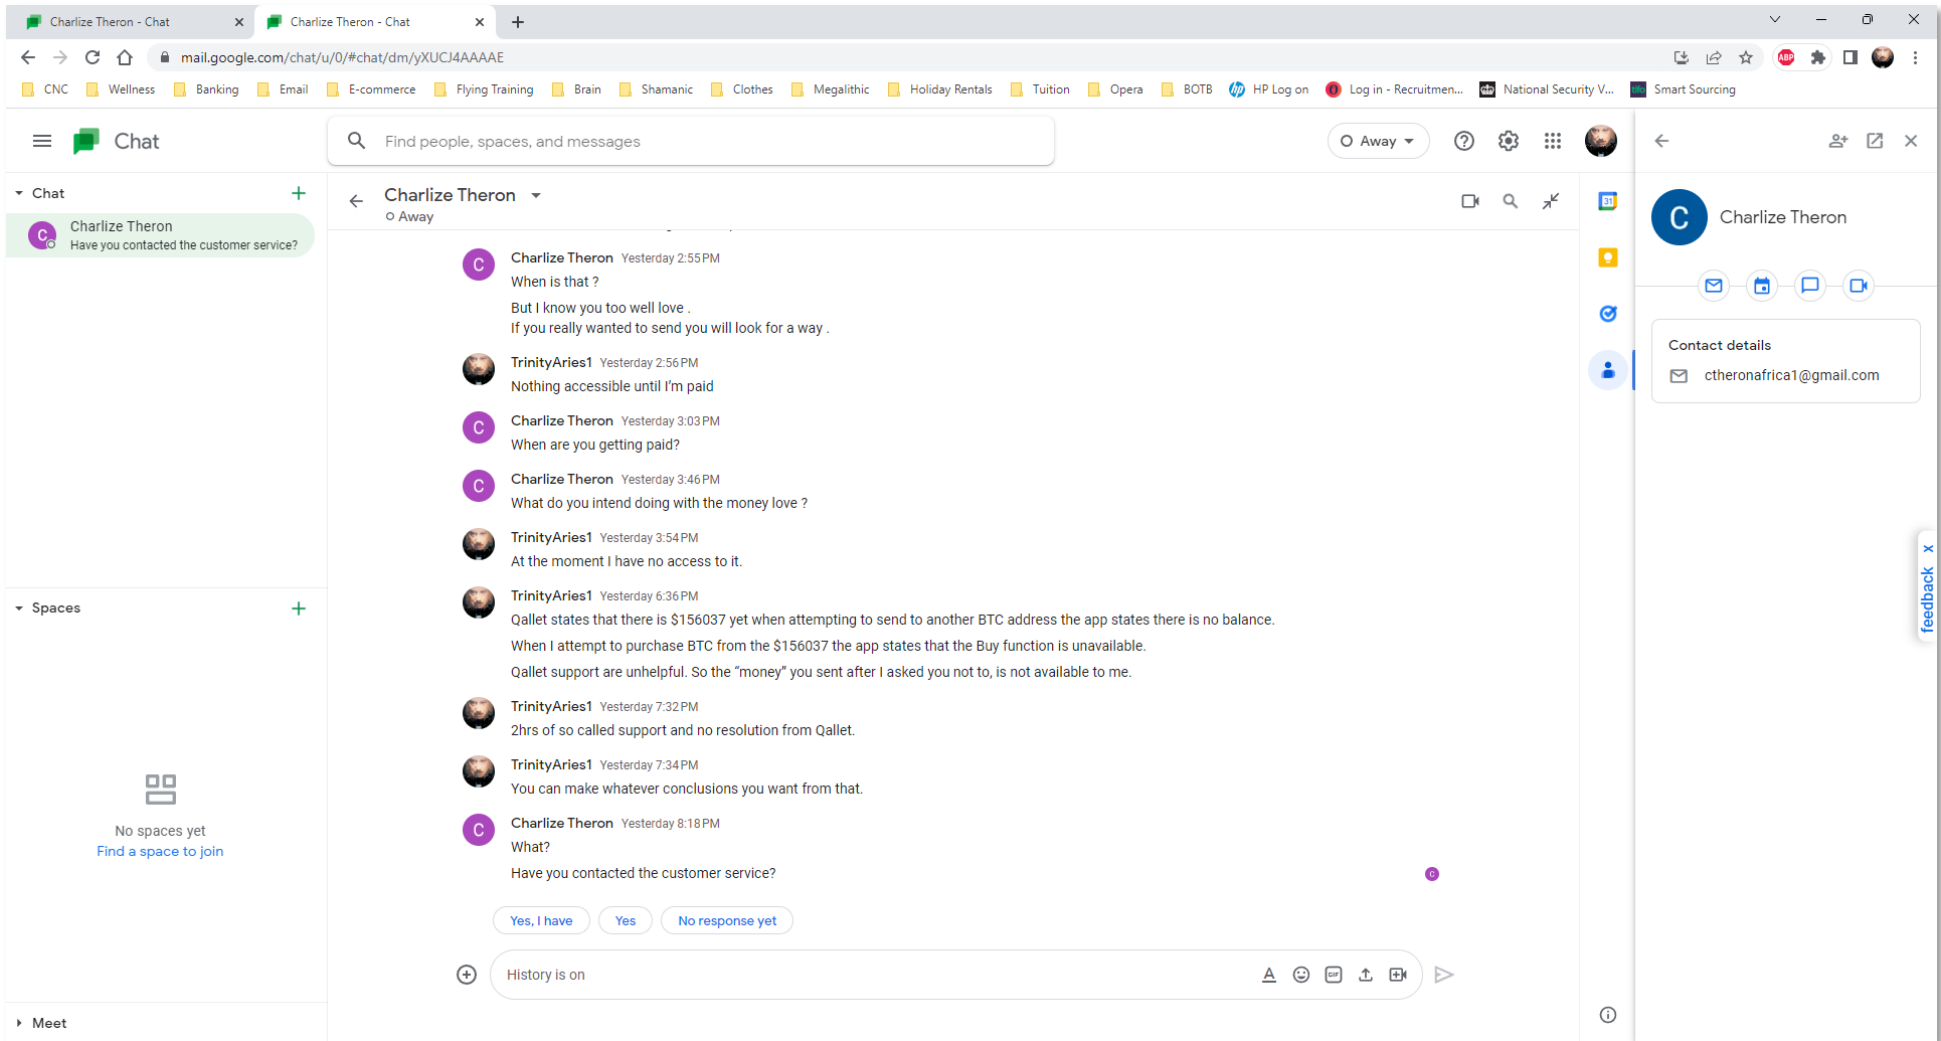 Charlize Theron - Chat
Charlize Theron - Chat
mail.google.com/chat/u/0/#chat/dm/yXUCJ4AAAAE
ABP
CNC Wellness Banking Email E-commerce Flying Training Brain Shamanic Clothes Megalithic Holiday Rentals Tuition Opera BOTB HP Log on Log in - Recruitmen... National Security V... Smart Sourcing
Chat
Find people, spaces, and messages
Away
Chat
Charlize Theron
Have you contacted the customer service?
Spaces
No spaces yet
Find a space to join
Meet
Charlize Theron
Away
Charlize Theron Yesterday 2:55 PM
When is that ?
But I know you too well love .
If you really wanted to send you will look for a way .
TrinityAries1 Yesterday 2:56 PM
Nothing accessible until I'm paid
Charlize Theron Yesterday 3:03 PM
When are you getting paid?
Charlize Theron Yesterday 3:46 PM
What do you intend doing with the money love ?
TrinityAries1 Yesterday 3:54 PM
At the moment I have no access to it.
TrinityAries1 Yesterday 6:36 PM
Qallet states that there is $156037 yet when attempting to send to another BTC address the app states there is no balance.
When I attempt to purchase BTC from the $156037 the app states that the Buy function is unavailable.
Qallet support are unhelpful. So the “money” you sent after I asked you not to, is not available to me.
TrinityAries1 Yesterday 7:32 PM
2hrs of so called support and no resolution from Qallet.
TrinityAries1 Yesterday 7:34 PM
You can make whatever conclusions you want from that.
Charlize Theron Yesterday 8:18 PM
What?
Have you contacted the customer service?
Yes, I have
Yes
No response yet
History is on
GIF
31
C
Charlize Theron
Contact details
ctheronafrica1@gmail.com
feedback x